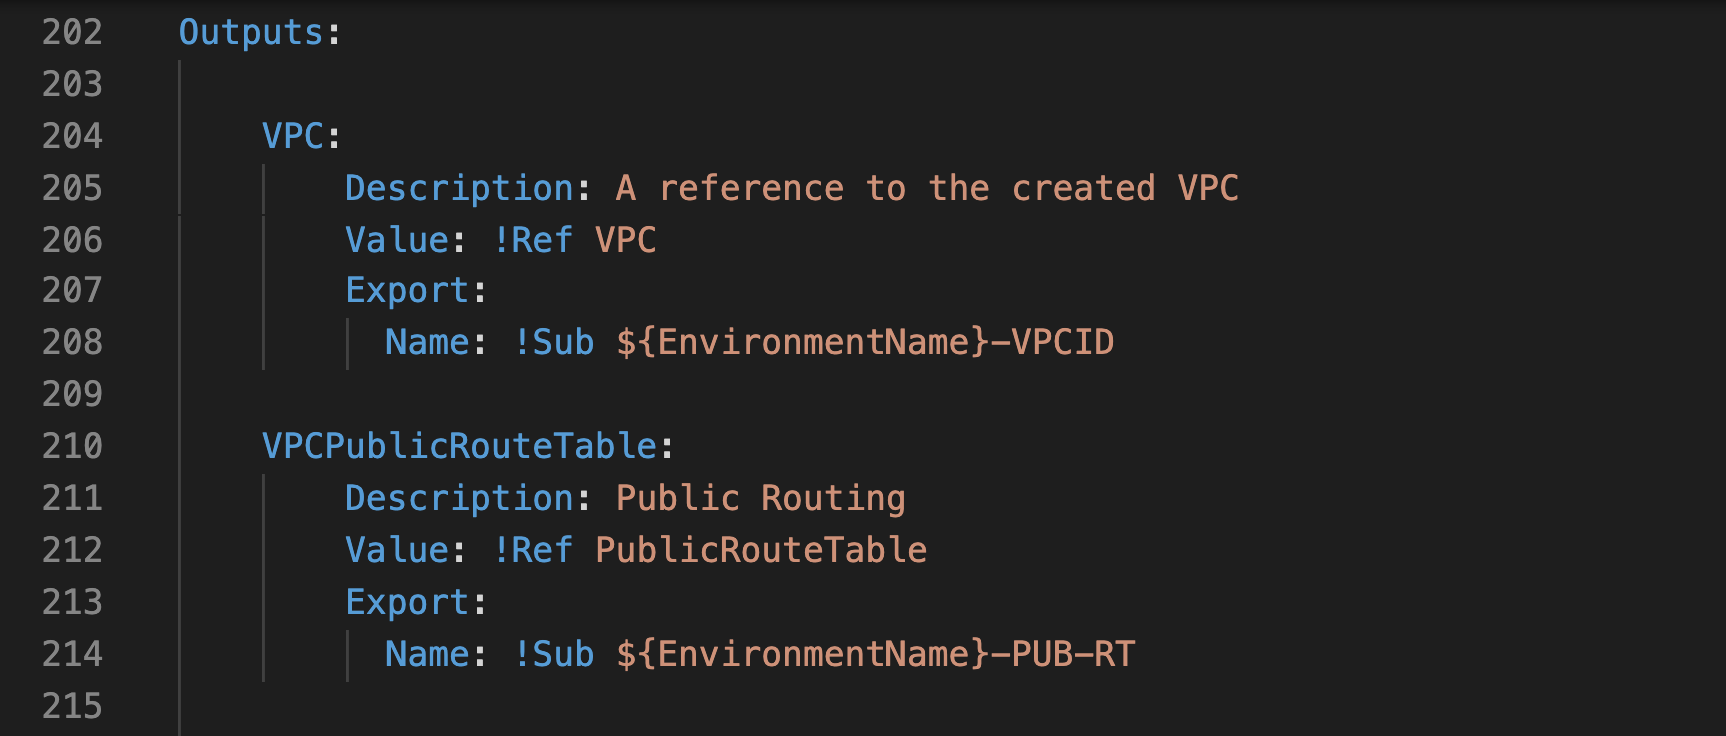 202 Outputs:
203
204 VPC:
205 Description: A reference to the created VPC
206 Value: !Ref VPC
207 Export:
208 Name: !Sub ${EnvironmentName}-VPCID
209
210 VPCPublicRouteTable:
211 Description: Public Routing
212 Value: !Ref PublicRouteTable
213 Export:
214 Name: !Sub ${EnvironmentName}-PUB-RT
215